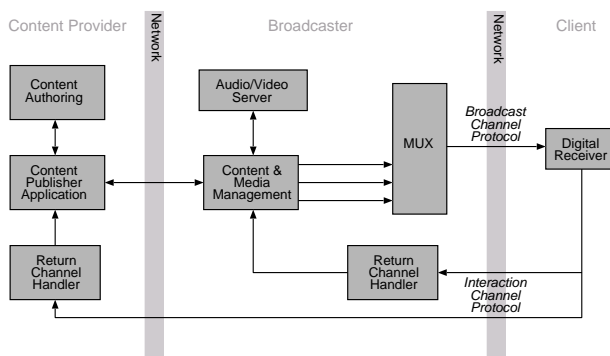 Content Provider
Network
Broadcaster
Network
Client
Content
Authoring
Audio/Video
Server
MUX
Broadcast
Channel
Protocol
Digital
Receiver
Content
Publisher
Application
Content &
Media
Management
Return
Channel
Handler
Return
Channel
Handler
Interaction
Channel
Protocol